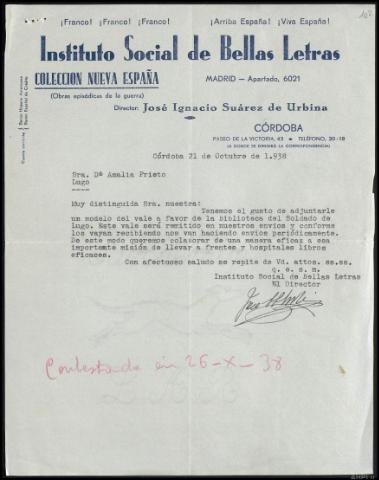 ¡Franco! ¡Franco! ¡Franco! ¡Arriba España! ¡Viva España!
Instituto Social de Bellas Letras
COLECCION NUEVA ESPAÑA
MADRID — Apartado, 6021
(Obras episódicas de la guerra)
Director: José Ignacio Suárez de Urbina
CÓRDOBA
PASEO DE LA VICTORIA, 43 • TELÉFONO, 20-18
(A DONDE SE DIRIGIRÁ LA CORRESPONDENCIA)
Córdoba 21 de Octubre de 1.938
Sra. Dª Amalia Prieto
Lugo
Muy distinguida Sra. nuestra:
Tenemos el gusto de adjuntarle
un modelo del vale a favor de la biblioteca del Soldado de
Lugo. Este vale será remitido en nuestros envios y conforme
los vayan recibiendo nos van haciendo envios periódicamente.
De este modo queremos colaborar de una manera eficaz a esa
importante misión de llevar a frentes y hospitales libros
eficaces.
Con afectuoso saludo se repite de Vd. attos. ss.ss.
q. e. s. m.
Instituto Social de Bellas Letras
El Director
Contestada en 26-X-38